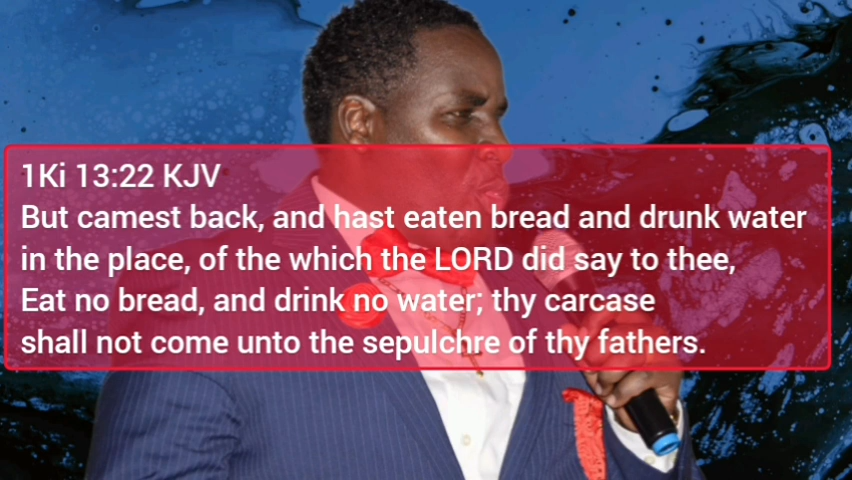 1Ki 13:22 KJV
But camest back, and hast eaten bread and drunk water
in the place, of the which the LORD did say to thee,
Eat no bread, and drink no water; thy carcase
shall not come unto the sepulchre of thy fathers.